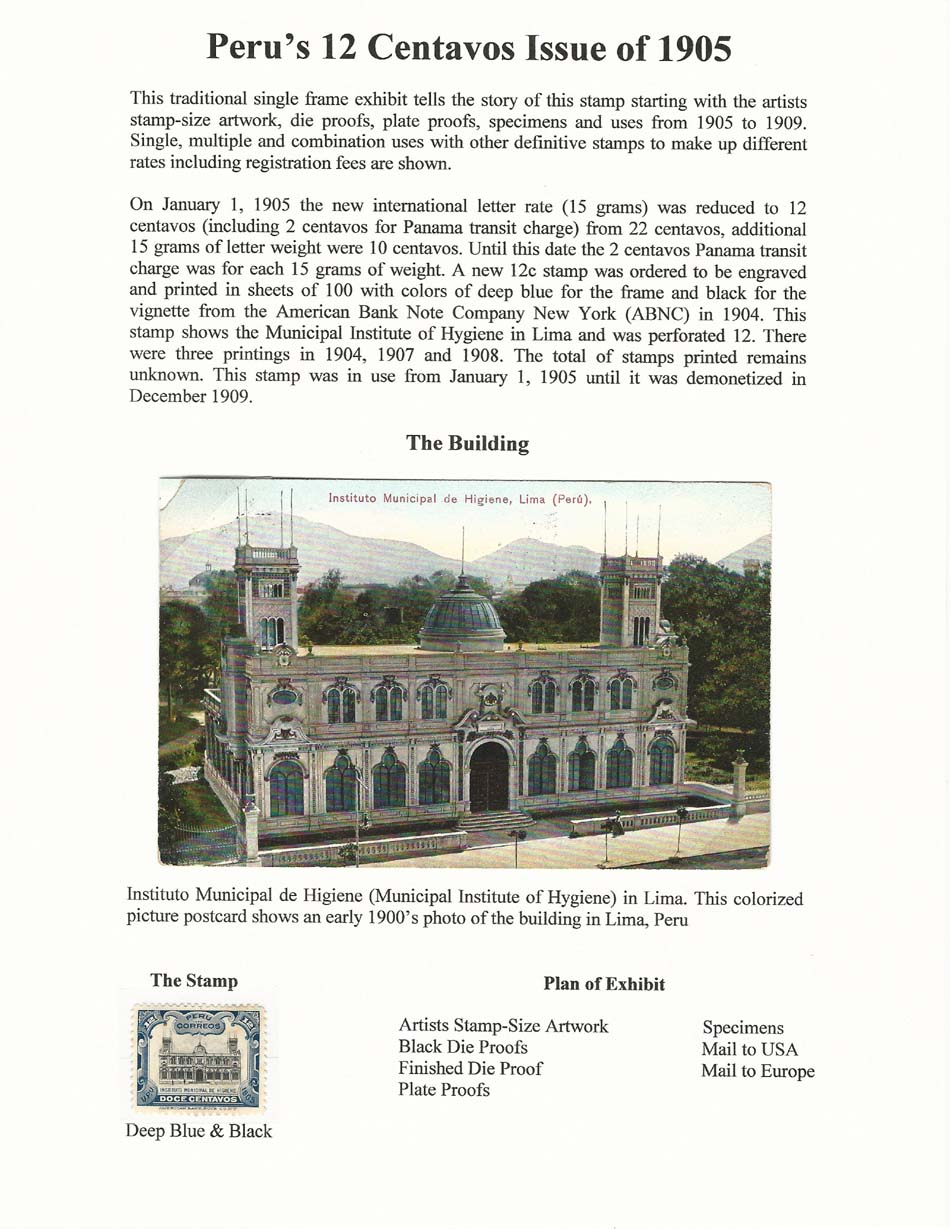 Peru's 12 Centavos Issue of 1905
This traditional single frame exhibit tells the story of this stamp starting with the artists
stamp-size artwork, die proofs, plate proofs, specimens and uses from 1905 to 1909.
Single, multiple and combination uses with other definitive stamps to make up different
rates including registration fees are shown.
On January 1, 1905 the new international letter rate (15 grams) was reduced to 12
centavos (including 2 centavos for Panama transit charge) from 22 centavos, additional
15 grams of letter weight were 10 centavos. Until this date the 2 centavos Panama transit
charge was for each 15 grams of weight. A new 12c stamp was ordered to be engraved
and printed in sheets of 100 with colors of deep blue for the frame and black for the
vignette from the American Bank Note Company New York (ABNC) in 1904. This
stamp shows the Municipal Institute of Hygiene in Lima and was perforated 12. There
were three printings in 1904, 1907 and 1908. The total of stamps printed remains
unknown. This stamp was in use from January 1, 1905 until it was demonetized in
December 1909.
The Building
Instituto Municipal de Higiene, Lima (Perú).
Instituto Municipal de Higiene (Municipal Institute of Hygiene) in Lima. This colorized
picture postcard shows an early 1900's photo of the building in Lima, Peru
The Stamp
12 PERU 12
CORREOS
INSTITUTO MUNICIPAL DE HIGIENE
UPU 1905
DOCE CENTAVOS
Deep Blue & Black
Plan of Exhibit
Artists Stamp-Size Artwork
Black Die Proofs
Finished Die Proof
Plate Proofs
Specimens
Mail to USA
Mail to Europe